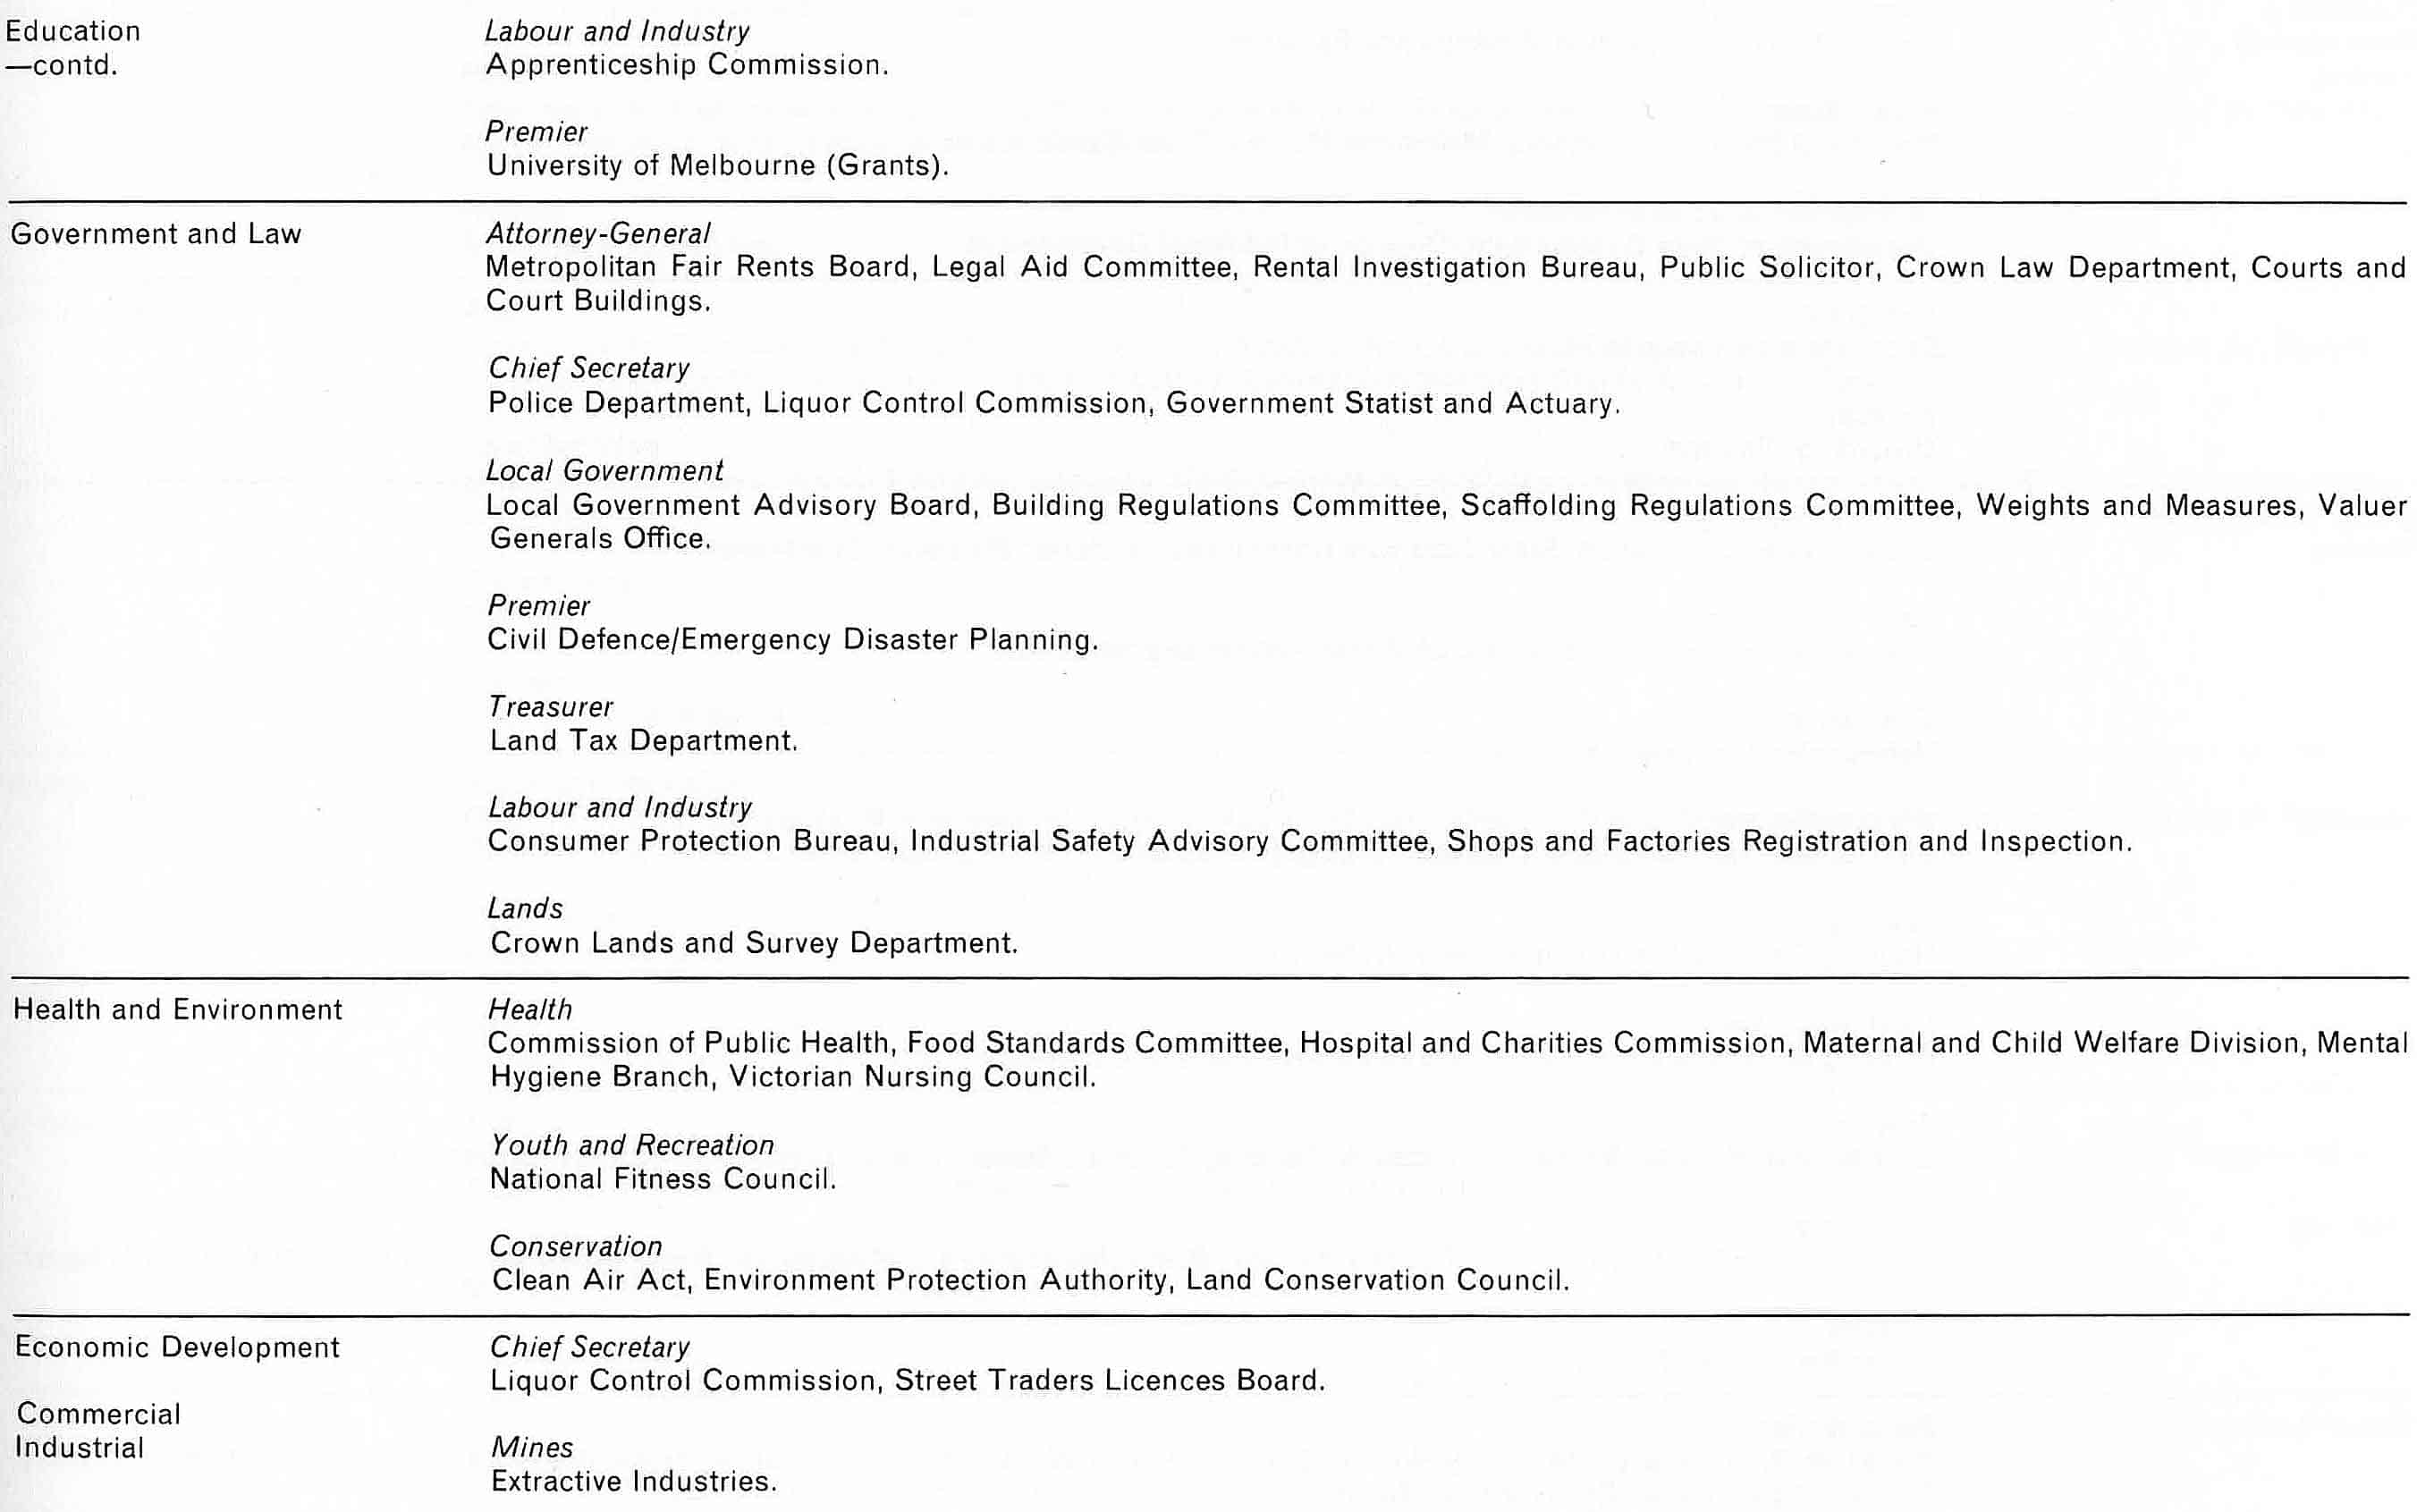 Education
—contd.
Labour and Industry
Apprenticeship Commission.
Premier
University of Melbourne (Grants).
Government and Law
Attorney-General
Metropolitan Fair Rents Board, Legal Aid Committee, Rental Investigation Bureau, Public Solicitor, Crown Law Department, Courts and
Court Buildings.
Chief Secretary
Police Department, Liquor Control Commission, Government Statist and Actuary.
Local Government
Local Government Advisory Board, Building Regulations Committee, Scaffolding Regulations Committee, Weights and Measures, Valuer
Generals Office.
Premier
Civil Defence/Emergency Disaster Planning.
Treasurer
Land Tax Department.
Labour and Industry
Consumer Protection Bureau, Industrial Safety Advisory Committee, Shops and Factories Registration and Inspection.
Lands
Crown Lands and Survey Department.
Health and Environment
Health
Commission of Public Health, Food Standards Committee, Hospital and Charities Commission, Maternal and Child Welfare Division, Mental
Hygiene Branch, Victorian Nursing Council.
Youth and Recreation
National Fitness Council.
Conservation
Clean Air Act, Environment Protection Authority, Land Conservation Council.
Economic Development
Commercial
Industrial
Chief Secretary
Liquor Control Commission, Street Traders Licences Board.
Mines
Extractive Industries.